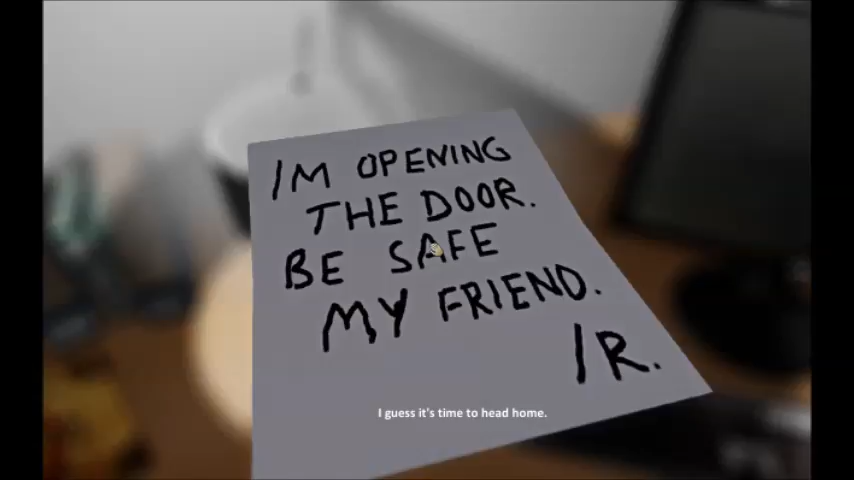 IM OPENING
THE DOOR.
BE SAFE
MY FRIEND.
/R.
I guess it's time to head home.